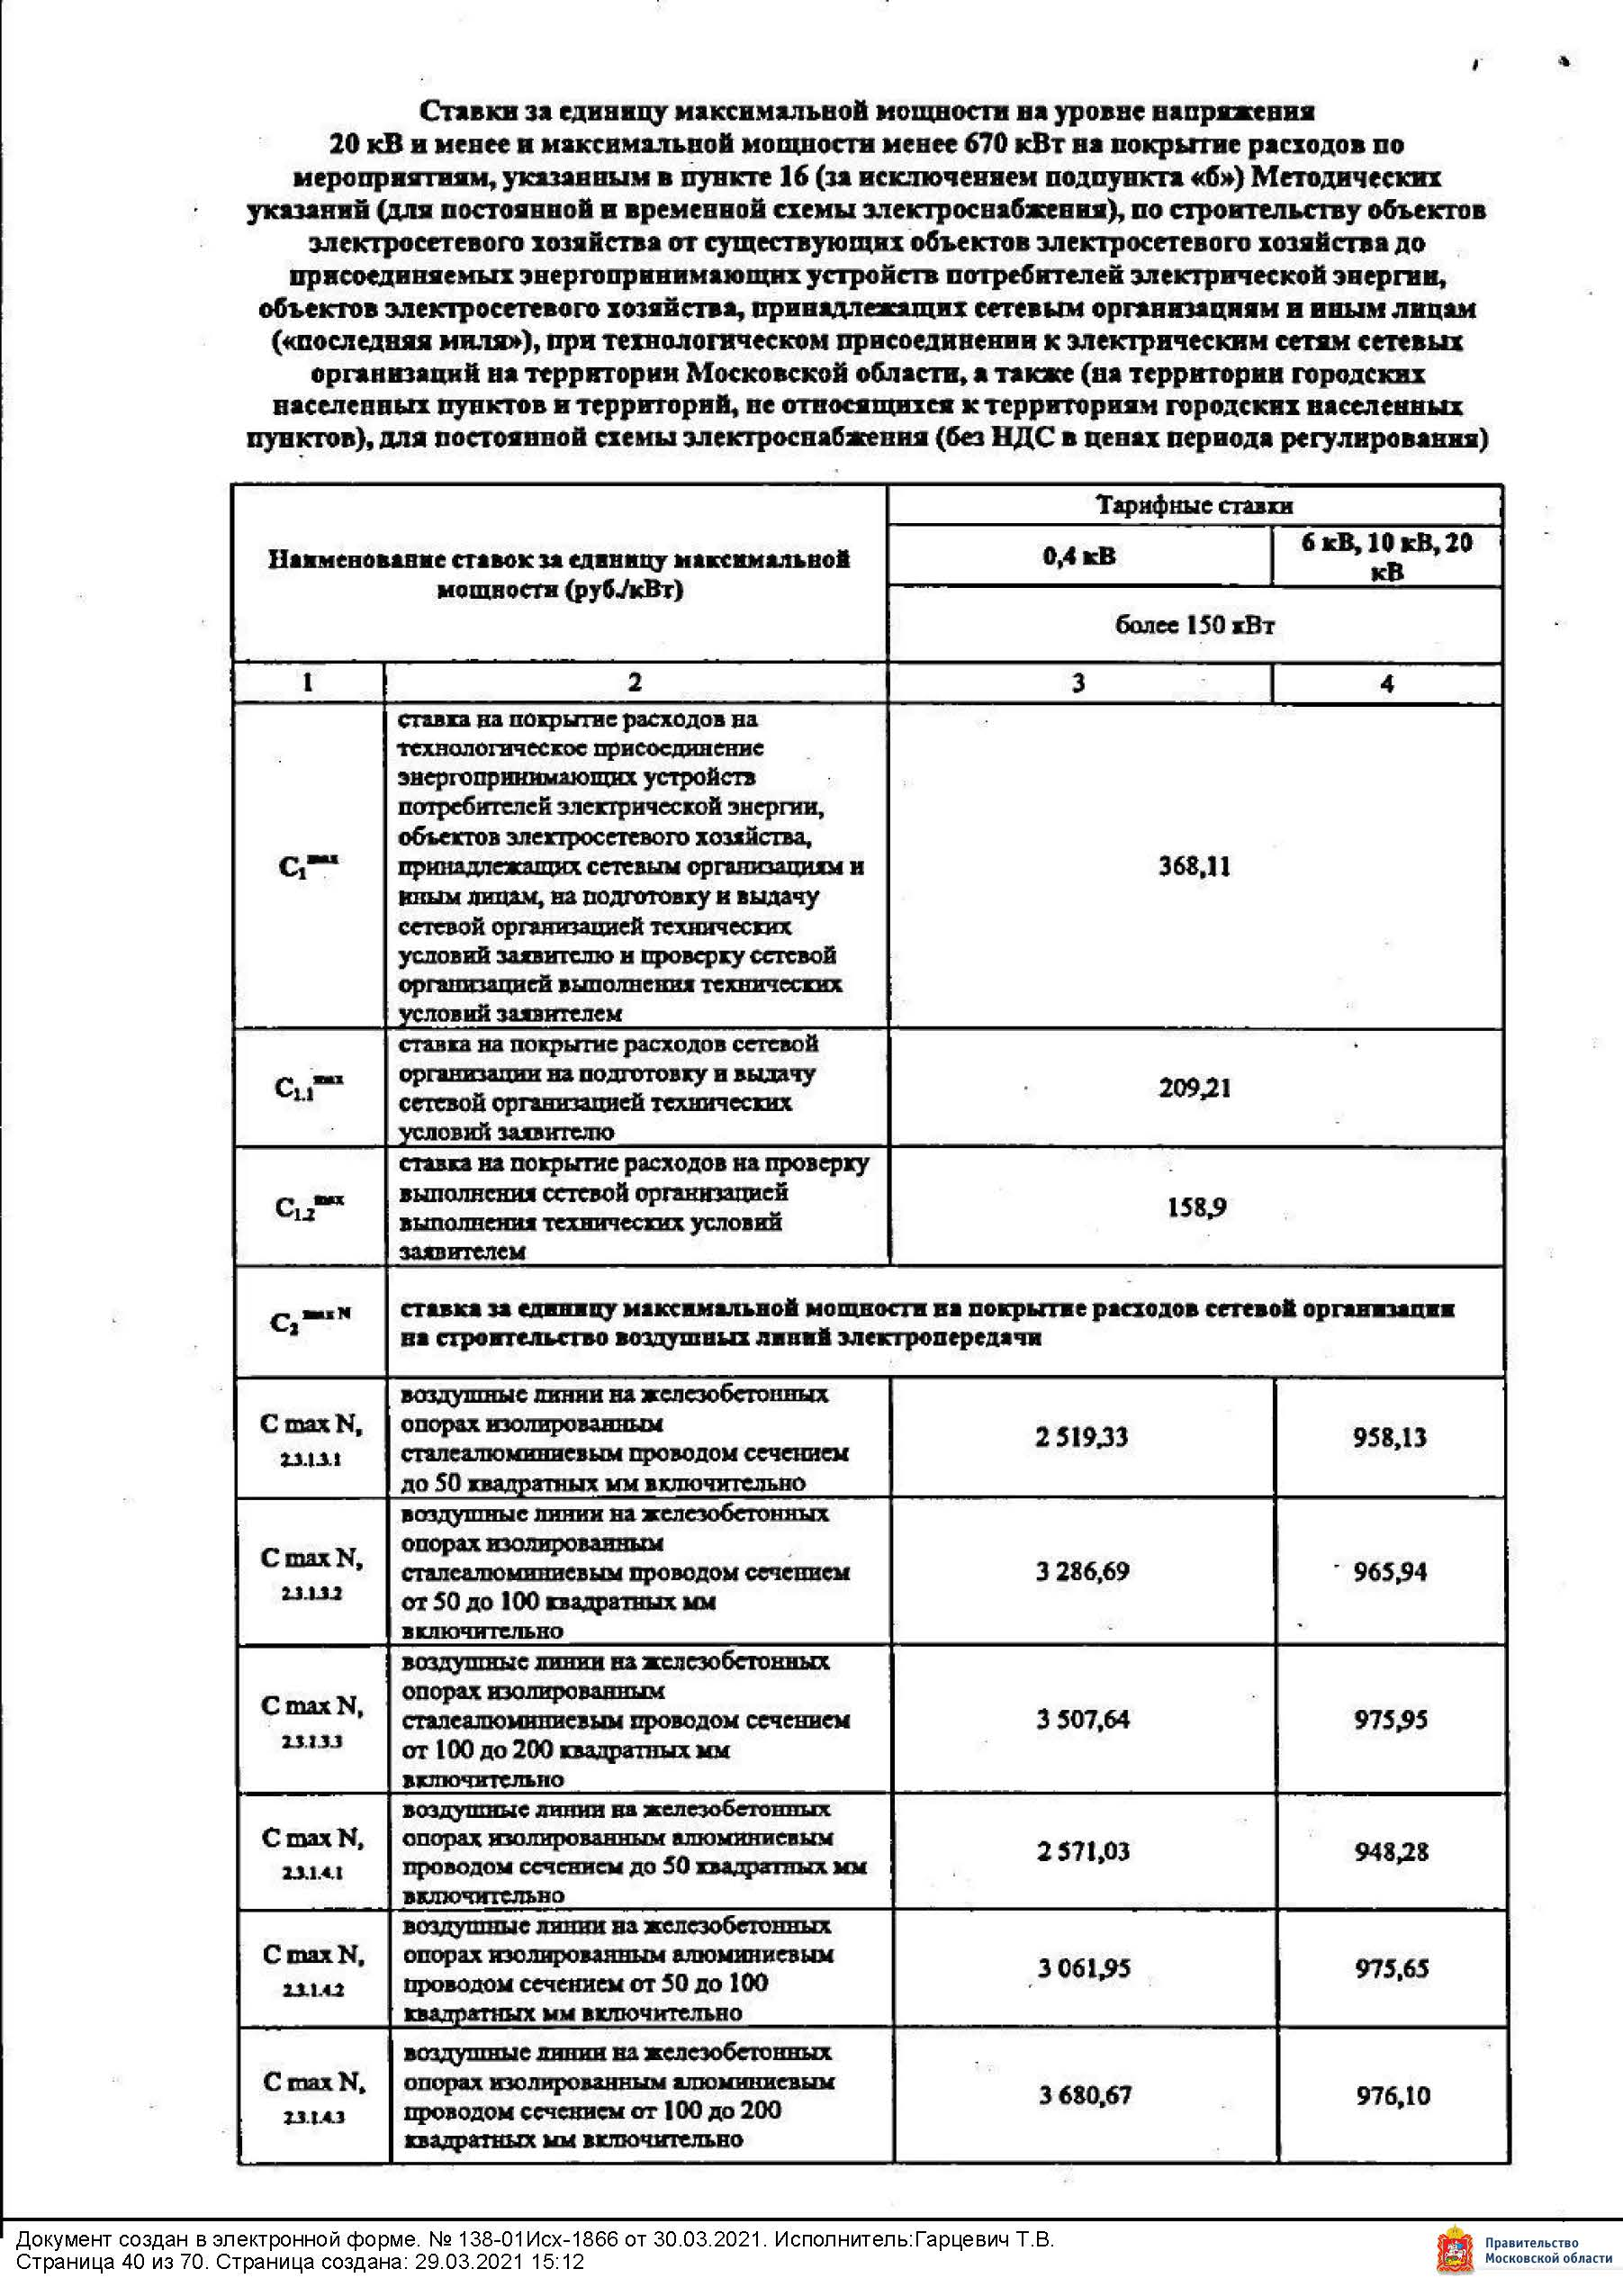 Ставки за единицу максимальной мощности на уровне напряжения
20 кВ и менее и максимальной мощности менее 670 кВт на покрытие расходов по
мероприятиям, указанным в пункте 16 (за исключением подпункта «б») Методических
указаний (для постоянной и временной схемы электроснабжения), по строительству объектов
электросетевого хозяйства от существующих объектов электросетевого хозяйства до
присоединяемых энергопринимающих устройств потребителей электрической энергии,
объектов электросетевого хозяйства, принадлежащих сетевым организациям и иным лицам
(«последняя миля»), при технологическом присоединении к электрическим сетям сетевых
организаций на территории Московской области, а также (на территории городских
населенных пунктов и территорий, не относящихся к территориям городских населенных
пунктов), для постоянной схемы электроснабжения (без НДС в ценах периода регулирования)
Наименование ставок за единицу максимальной
мощности (руб./кВт)
Тарифные ставки
0,4 кВ
6 кВ, 10 кВ, 20
кВ
более 150 кВт
1 2 3 4
C1 max
ставка на покрытие расходов на
технологическое присоединение
энергопринимающих устройств
потребителей электрической энергии,
объектов электросетевого хозяйства,
принадлежащих сетевым организациям и
иным лицам, на подготовку и выдачу
сетевой организацией технических
условий заявителю и проверку сетевой
организацией выполнения технических
условий заявителем
368,11
C1.1 max
ставка на покрытие расходов сетевой
организации на подготовку и выдачу
сетевой организацией технических
условий заявителю
209,21
C1.2 max
ставка на покрытие расходов на проверку
выполнения сетевой организацией
выполнения технических условий
заявителем
158,9
C2 max N
ставка за единицу максимальной мощности на покрытие расходов сетевой организации
на строительство воздушных линий электропередачи
C max N,
2.3.1.3.1
воздушные линии на железобетонных
опорах изолированным
сталеалюминиевым проводом сечением
до 50 квадратных мм включительно
2 519,33
958,13
C max N,
2.3.1.3.2
воздушные линии на железобетонных
опорах изолированным
сталеалюминиевым проводом сечением
от 50 до 100 квадратных мм
включительно
3 286,69
965,94
C max N,
2.3.1.3.3
воздушные линии на железобетонных
опорах изолированным
сталеалюминиевым проводом сечением
от 100 до 200 квадратных мм
включительно
3 507,64
975,95
C max N,
2.3.1.4.1
воздушные линии на железобетонных
опорах изолированным алюминиевым
проводом сечением до 50 квадратных мм
включительно
2 571,03
948,28
C max N,
2.3.1.4.2
воздушные линии на железобетонных
опорах изолированным алюминиевым
проводом сечением от 50 до 100
квадратных мм включительно
3 061,95
975,65
C max N,
2.3.1.4.3
воздушные линии на железобетонных
опорах изолированным алюминиевым
проводом сечением от 100 до 200
квадратных мм включительно
3 680,67
976,10
Документ создан в электронной форме. № 138-01Исх-1866 от 30.03.2021. Исполнитель:Гарцевич Т.В.
Страница 40 из 70. Страница создана: 29.03.2021 15:12
Правительство
Московской области